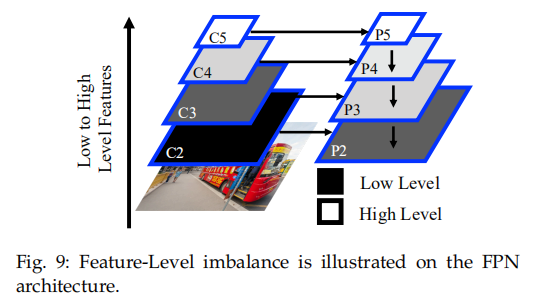 Low to High
Level Features
C5
C4
C3
C2
P5
P4
P3
P2
Low Level
High Level
Fig. 9: Feature-Level imbalance is illustrated on the FPN
architecture.